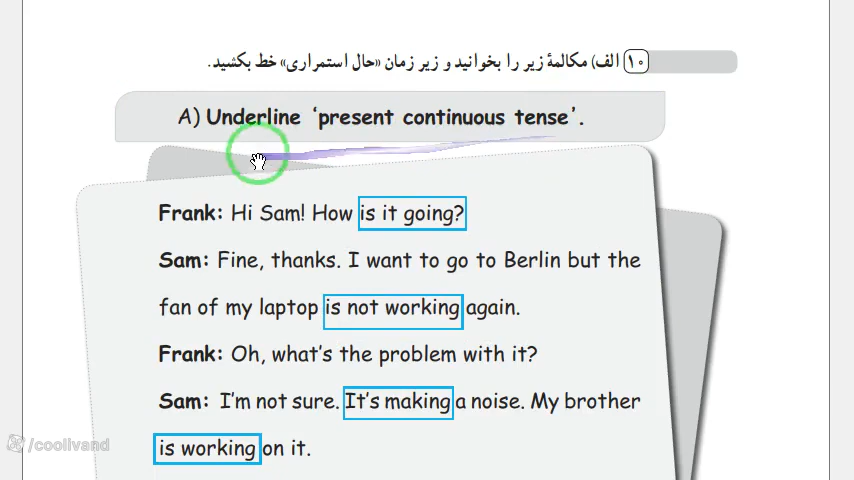 ۱۰ الف) مکالمهٔ زیر را بخوانید و زیر زمان «حال استمراری» خط بکشید.
A) Underline ‘present continuous tense’.
Frank: Hi Sam! How is it going?
Sam: Fine, thanks. I want to go to Berlin but the
fan of my laptop is not working again.
Frank: Oh, what’s the problem with it?
Sam: I’m not sure. It’s making a noise. My brother
is working on it.
/coolivand